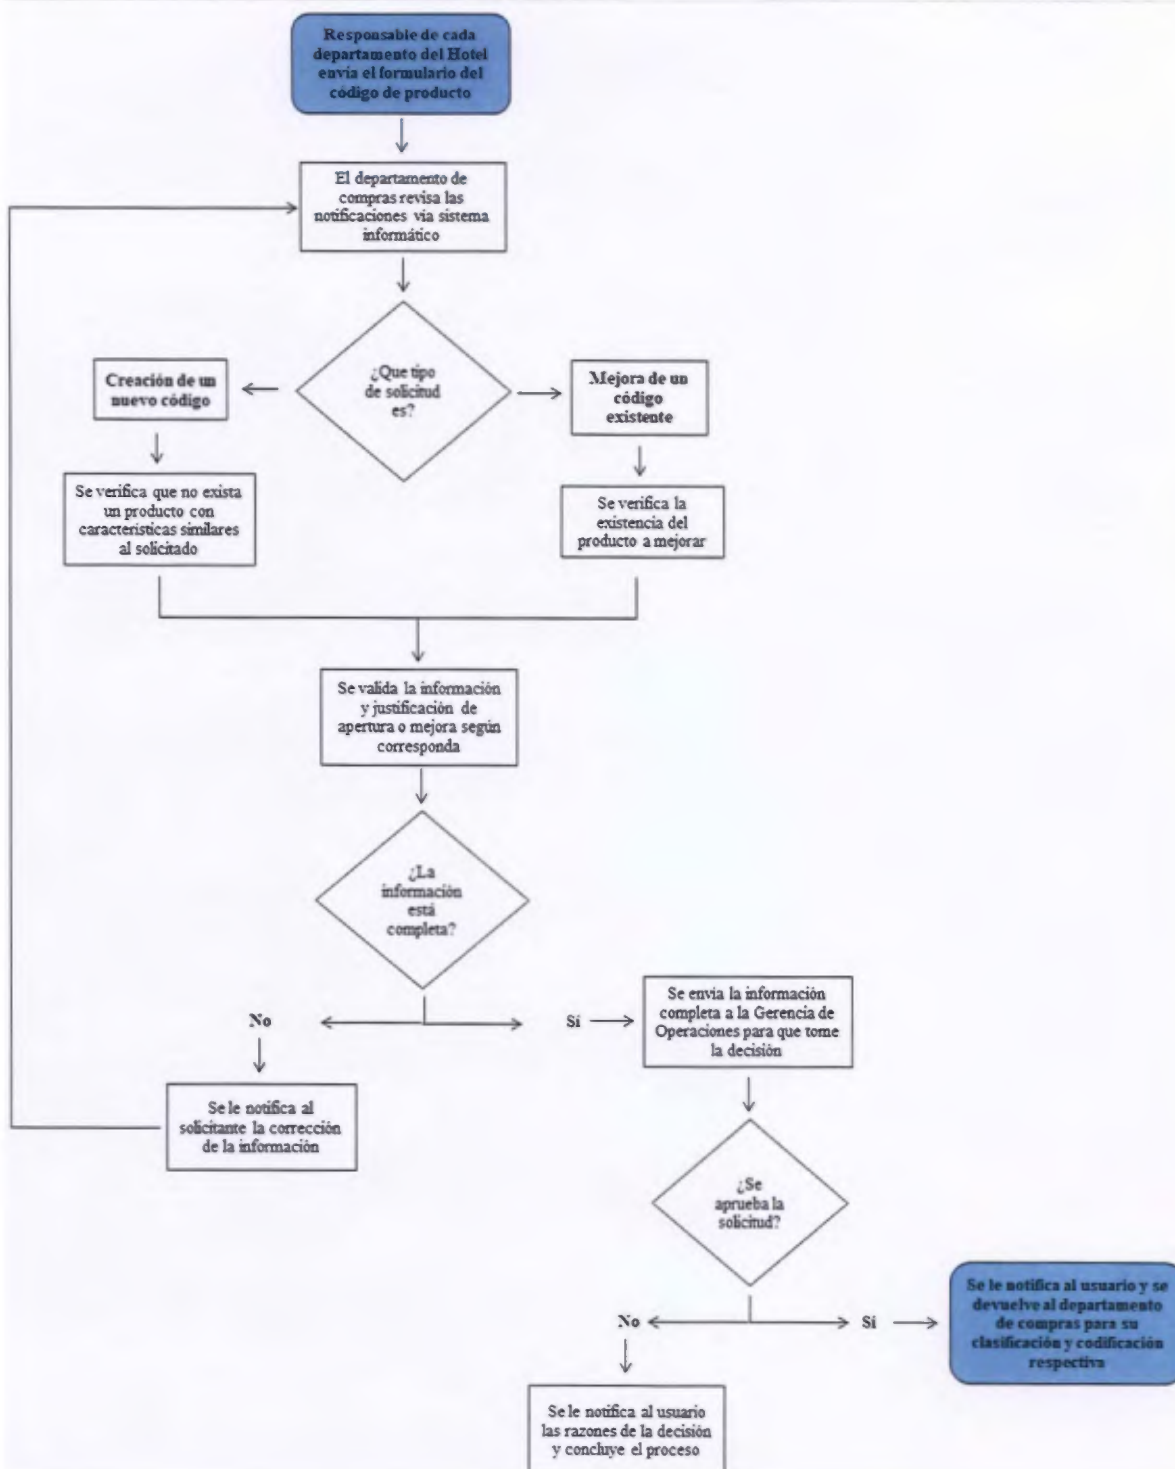 Responsable de cada
departamento del Hotel
envía el formulario del
código de producto
El departamento de
compras revisa las
notificaciones via sistema
informático
¿Que tipo
de solicitud
es?
Creación de un
nuevo código
Mejora de un
código
existente
Se verifica que no exista
un producto con
características similares
al solicitado
Se verifica la
existencia del
producto a mejorar
Se valida la información
y justificación de
apertura o mejora según
corresponda
¿La
información
está
completa?
No
Sí
Se envia la información
completa a la Gerencia de
Operaciones para que tome
la decisión
Se le notifica al
solicitante la corrección
de la información
¿Se
aprueba la
solicitud?
No
Si
Se le notifica al usuario y se
devuelve al departamento
de compras para su
clasificación y codificación
respectiva
Se le notifica al usuario
las razones de la decisión
y concluye el proceso